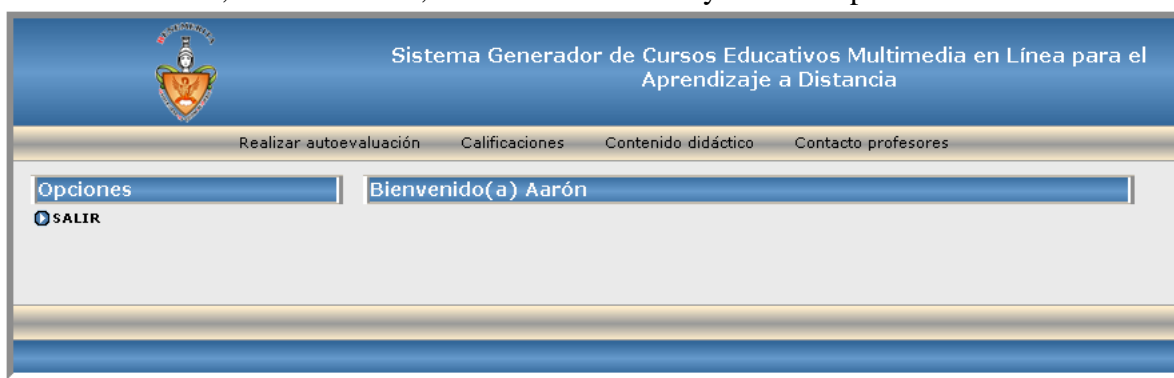 Sistema Generador de Cursos Educativos Multimedia en Línea para el
Aprendizaje a Distancia
Realizar autoevaluación Calificaciones Contenido didáctico Contacto profesores
Opciones
Bienvenido(a) Aarón
SALIR